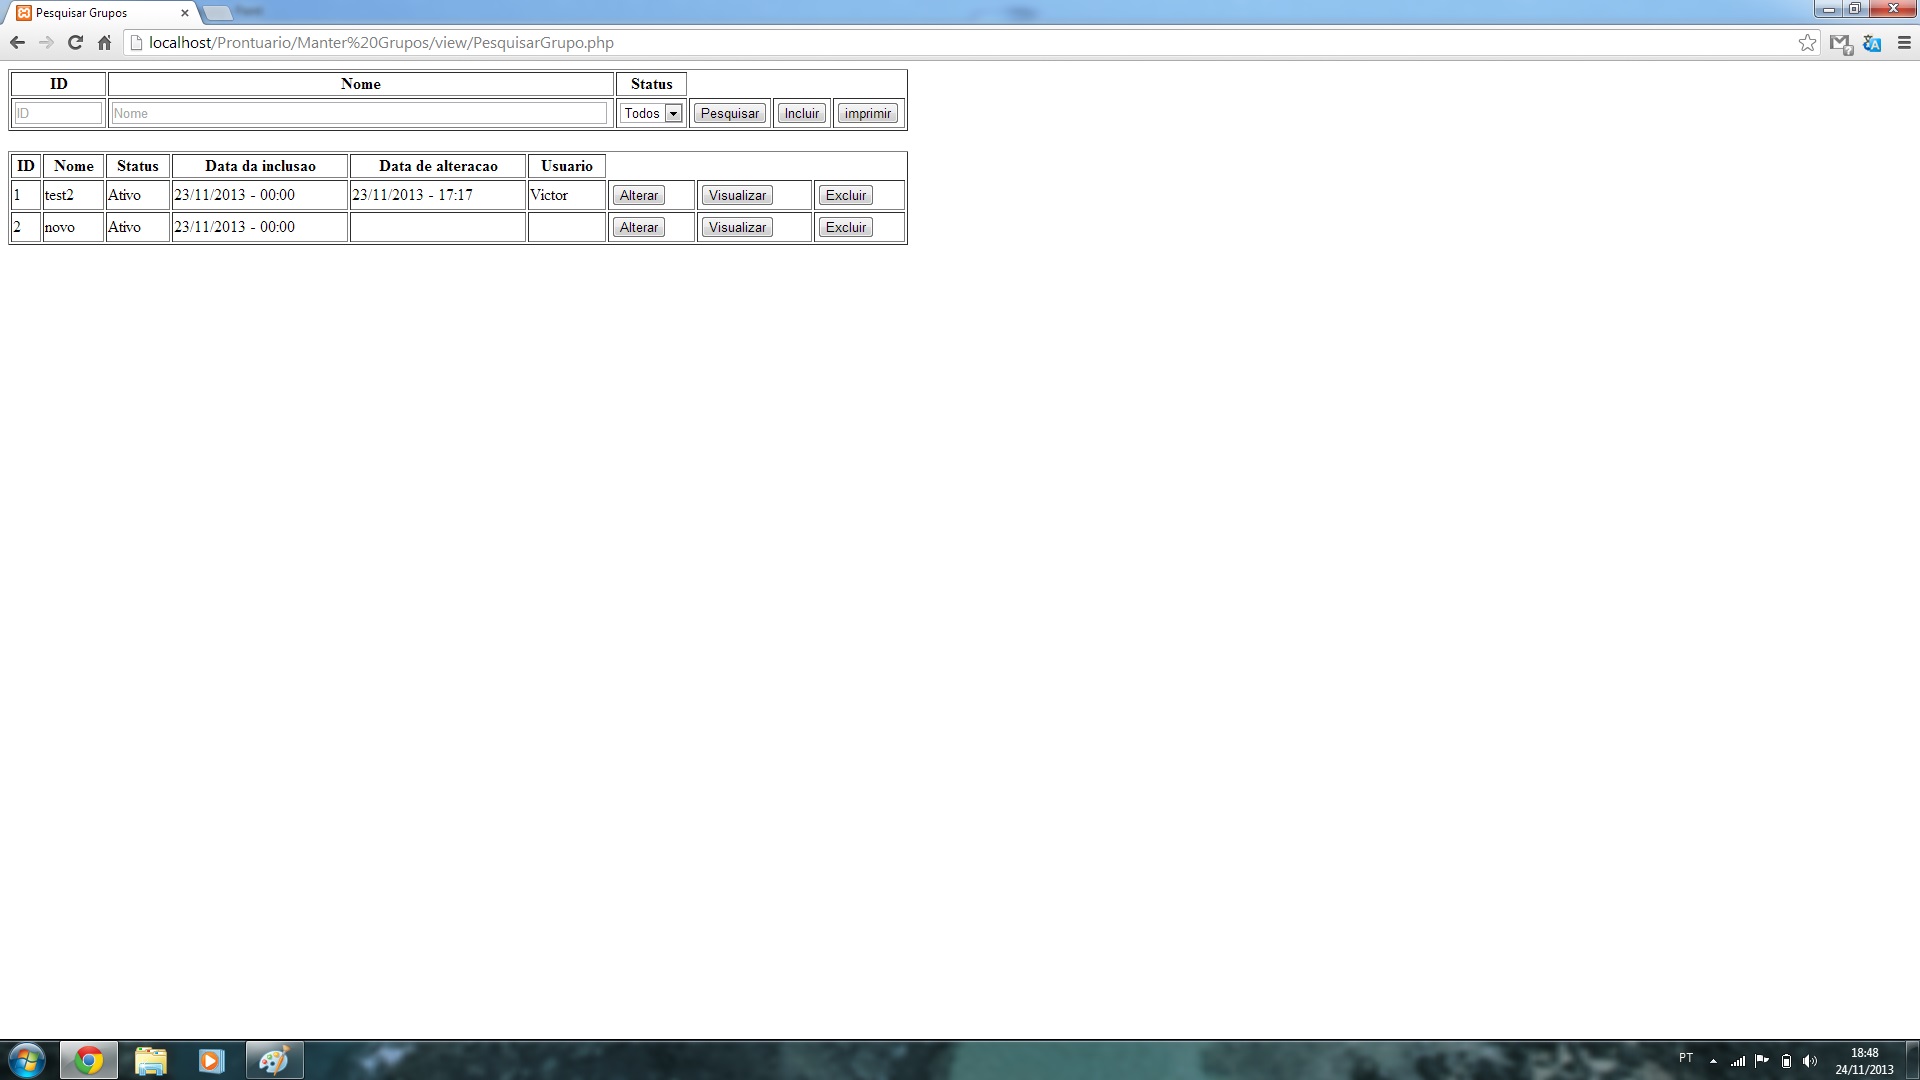 Pesquisar Grupos
localhost/Prontuario/Manter%20Grupos/view/PesquisarGrupo.php
ID Nome Status
ID Nome Todos Pesquisar Incluir imprimir
ID Nome Status Data da inclusao Data de alteracao Usuario
1 test2 Ativo 23/11/2013 - 00:00 23/11/2013 - 17:17 Victor Alterar Visualizar Excluir
2 novo Ativo 23/11/2013 - 00:00 Alterar Visualizar Excluir
PT 18:48
24/11/2013